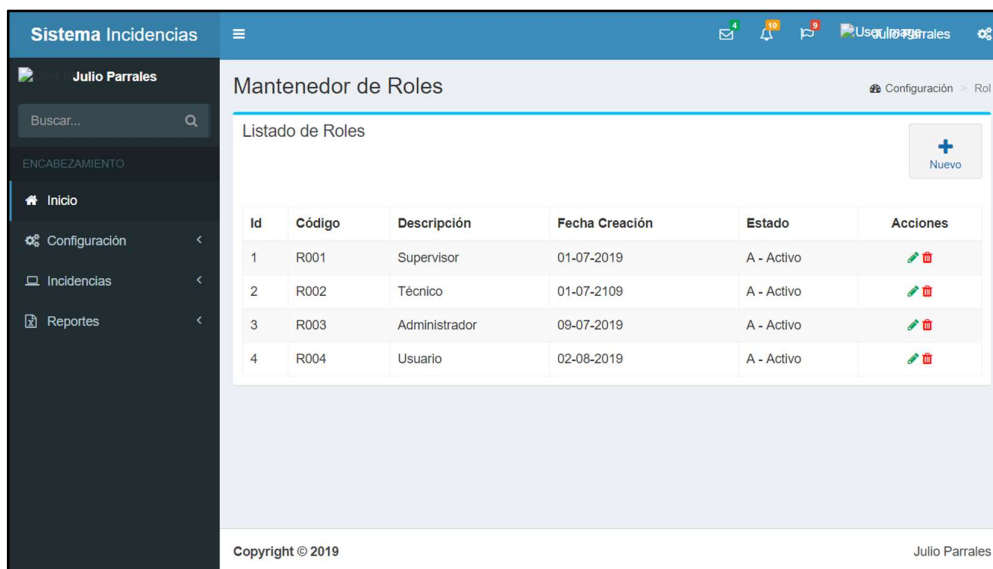 Sistema Incidencias
4
10
9
Julio Parrales
Julio Parrales
Buscar...
ENCABEZAMIENTO
Inicio
Configuración
Incidencias
Reportes
Mantenedor de Roles
Configuración > Rol
Listado de Roles
Nuevo
Id Código Descripción Fecha Creación Estado Acciones
1 R001 Supervisor 01-07-2019 A - Activo
2 R002 Técnico 01-07-2109 A - Activo
3 R003 Administrador 09-07-2019 A - Activo
4 R004 Usuario 02-08-2019 A - Activo
Copyright © 2019
Julio Parrales